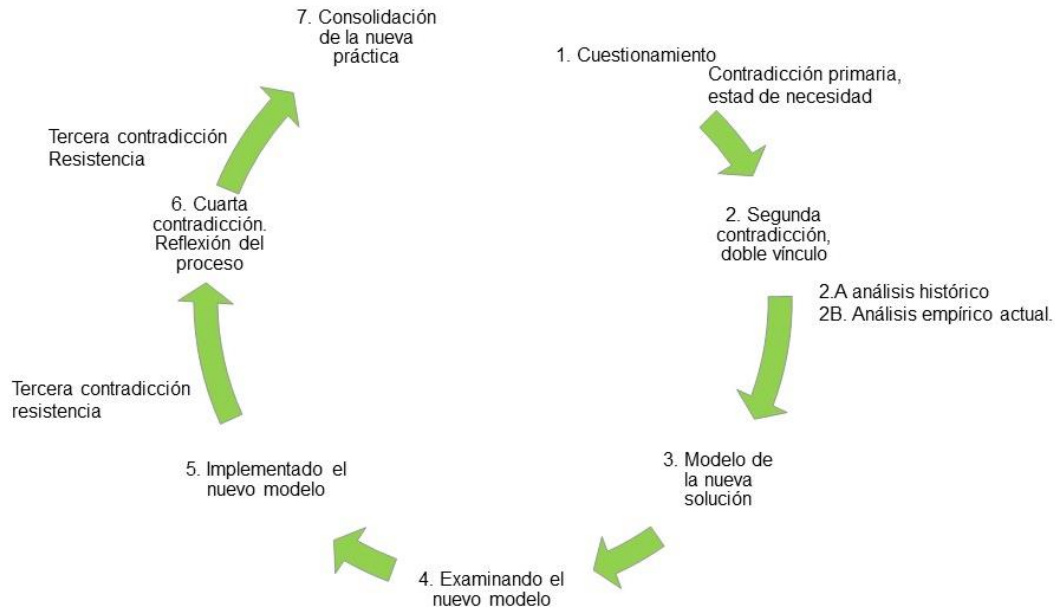 1. Cuestionamiento
Contradicción primaria,
estad de necesidad
2. Segunda
contradicción,
doble vínculo
2.A análisis histórico
2B. Análisis empírico actual.
3. Modelo de
la nueva
solución
4. Examinando el
nuevo modelo
5. Implementado el
nuevo modelo
Tercera contradicción
resistencia
6. Cuarta
contradicción.
Reflexión del
proceso
Tercera contradicción
Resistencia
7. Consolidación
de la nueva
práctica